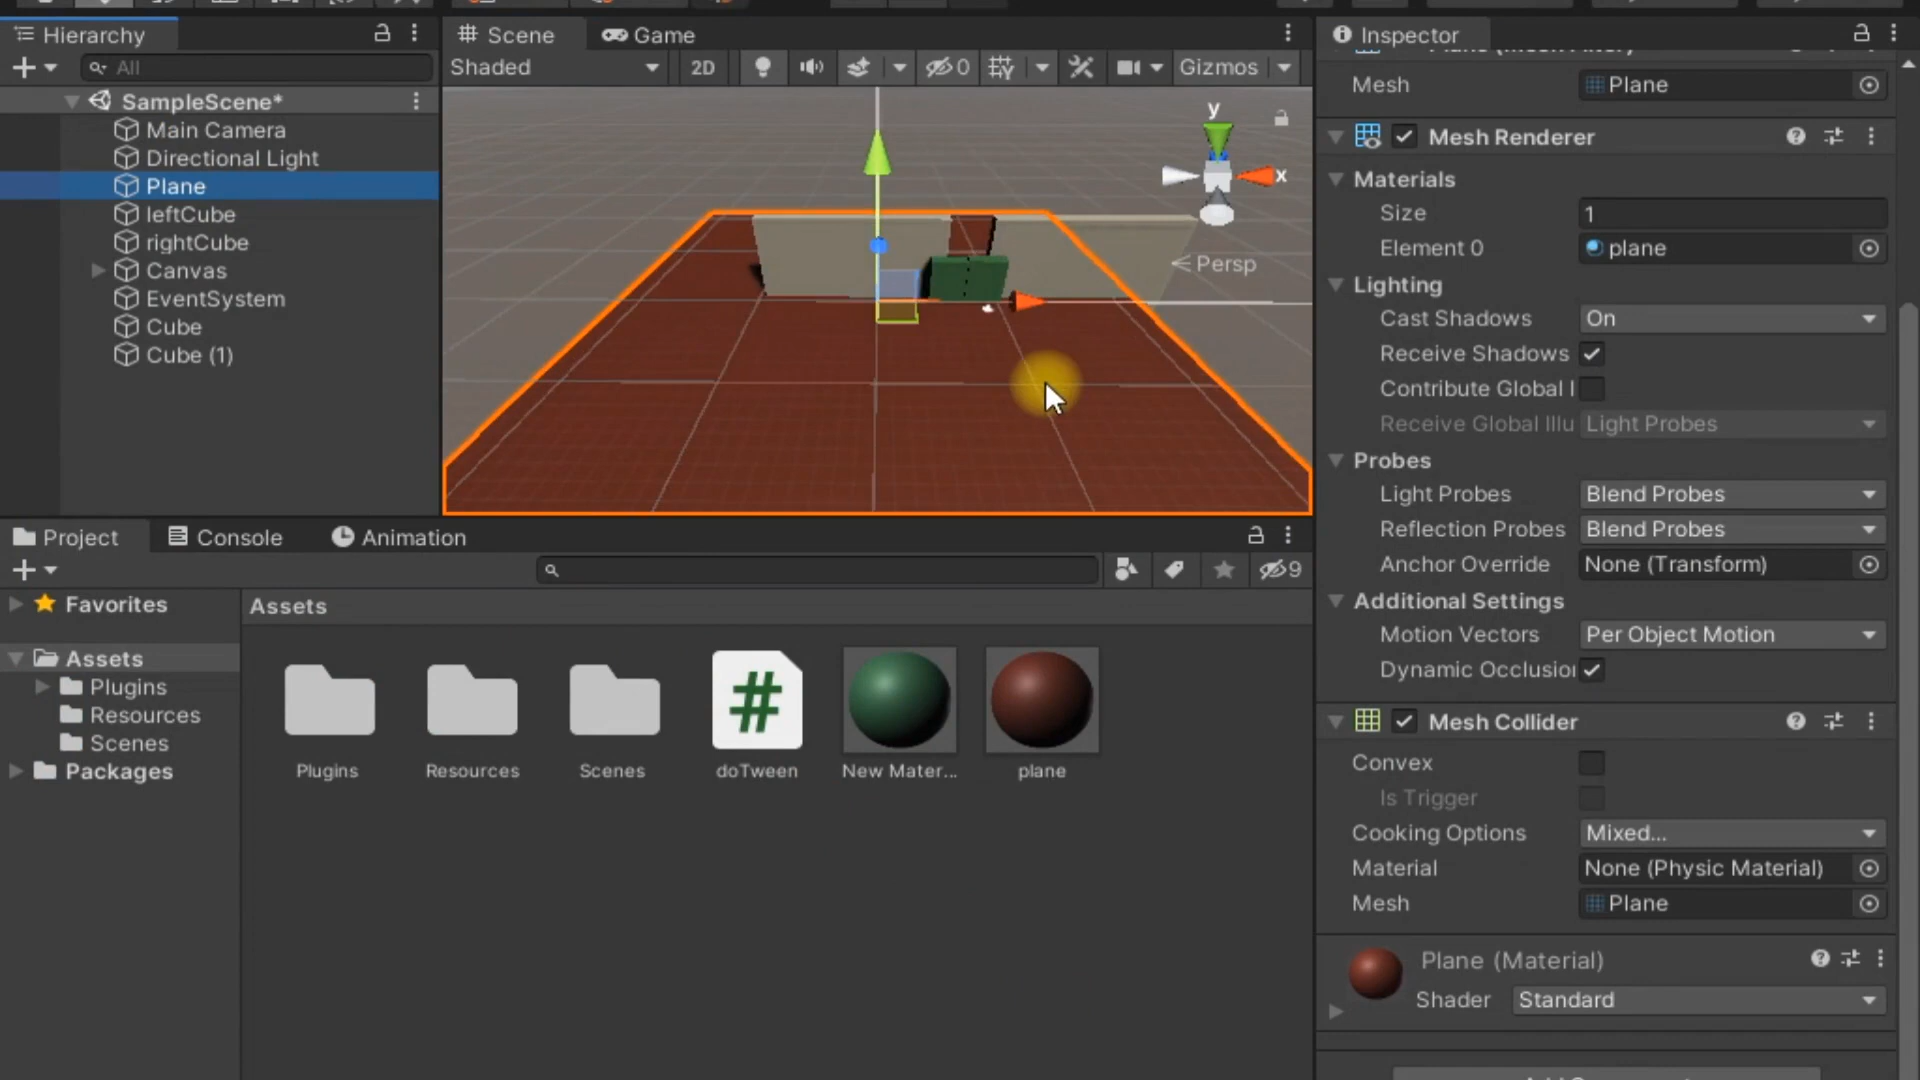 Hierarchy
All
SampleScene*
Main Camera
Directional Light
Plane
leftCube
rightCube
Canvas
EventSystem
Cube
Cube (1)
Scene
Game
Shaded
2D
0
Gizmos
y
x
Persp
Inspector
Mesh
Plane
Mesh Renderer
Materials
Size
1
Element 0
plane
Lighting
Cast Shadows
On
Receive Shadows
Contribute Global I
Receive Global Illu
Light Probes
Probes
Light Probes
Blend Probes
Reflection Probes
Blend Probes
Anchor Override
None (Transform)
Additional Settings
Motion Vectors
Per Object Motion
Dynamic Occlusion
Mesh Collider
Convex
Is Trigger
Cooking Options
Mixed...
Material
None (Physic Material)
Mesh
Plane
Plane (Material)
Shader
Standard
Project
Console
Animation
9
Favorites
Assets
Plugins
Resources
Scenes
Packages
Assets
Plugins
Resources
Scenes
#
doTween
New Mater...
plane